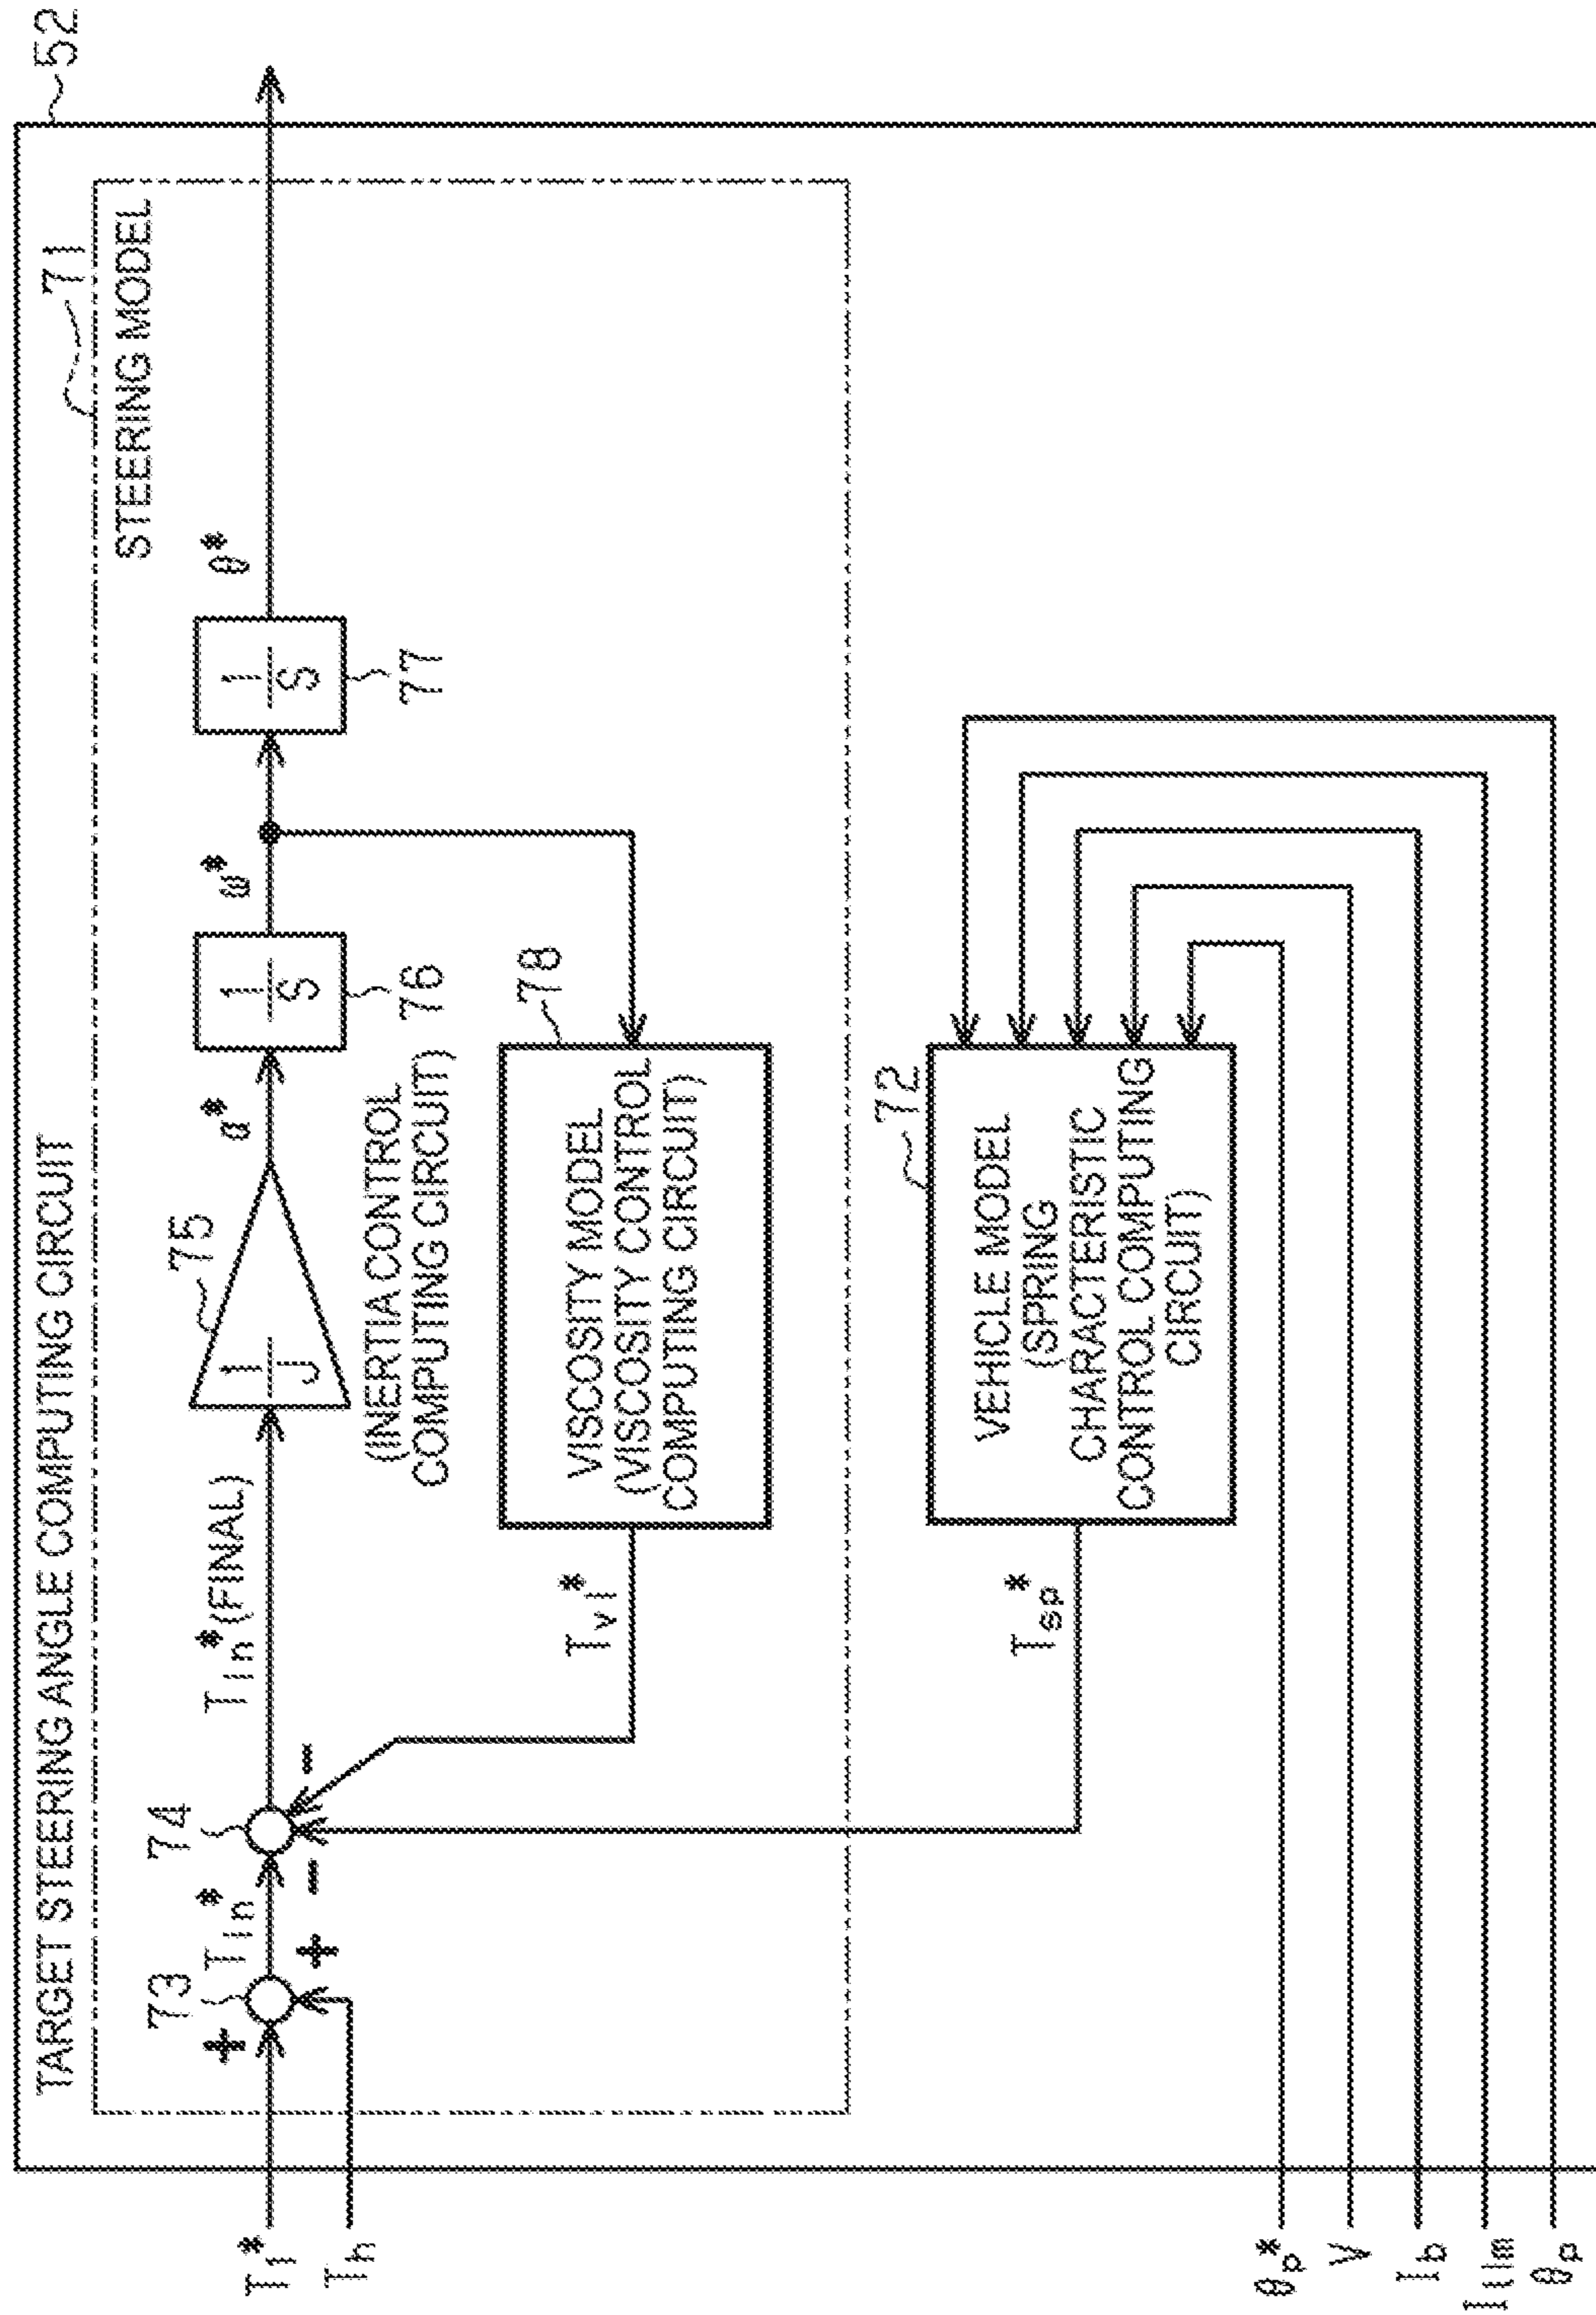 TARGET STEERING ANGLE COMPUTING CIRCUIT
52
71
STEERING MODEL
T1*
Th
+
+
73
Tin*
74
-
-
Tin*(FINAL)
75
1
J
α*
(INERTIA CONTROL
COMPUTING CIRCUIT)
1
S
76
ω*
1
S
77
θ*
78
VISCOSITY MODEL
(VISCOSITY CONTROL
COMPUTING CIRCUIT)
Tvi*
72
VEHICLE MODEL
(SPRING
CHARACTERISTIC
CONTROL COMPUTING
CIRCUIT)
Tsp*
θp*
V
Ib
Ilim
θp